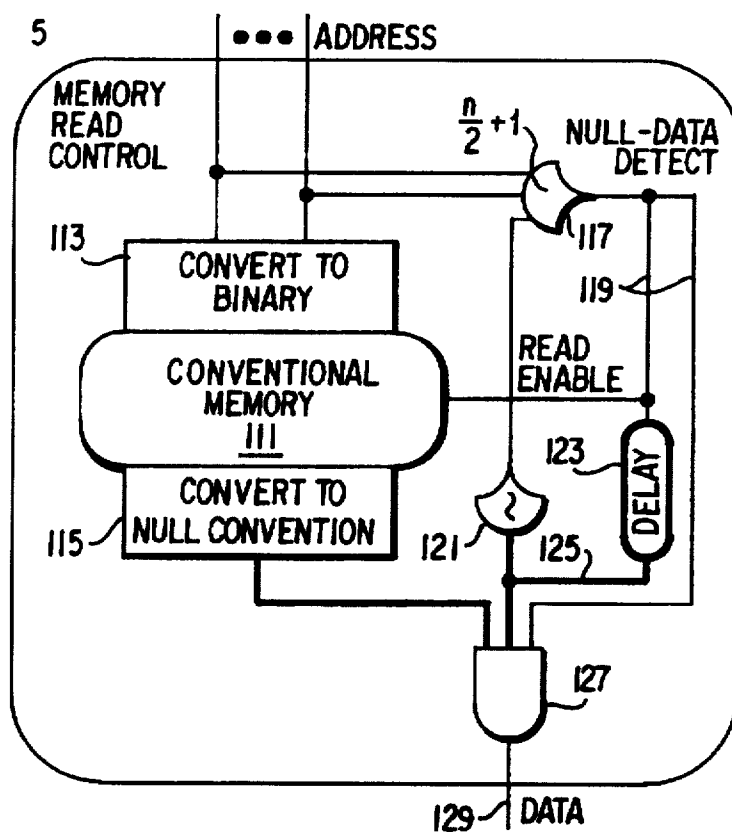 5
ADDRESS
MEMORY
READ
CONTROL
n/2 + 1
NULL-DATA
DETECT
117
113
CONVERT TO
BINARY
119
READ
ENABLE
CONVENTIONAL
MEMORY
111
123
DELAY
CONVERT TO
NULL CONVENTION
115
121
125
127
129
DATA